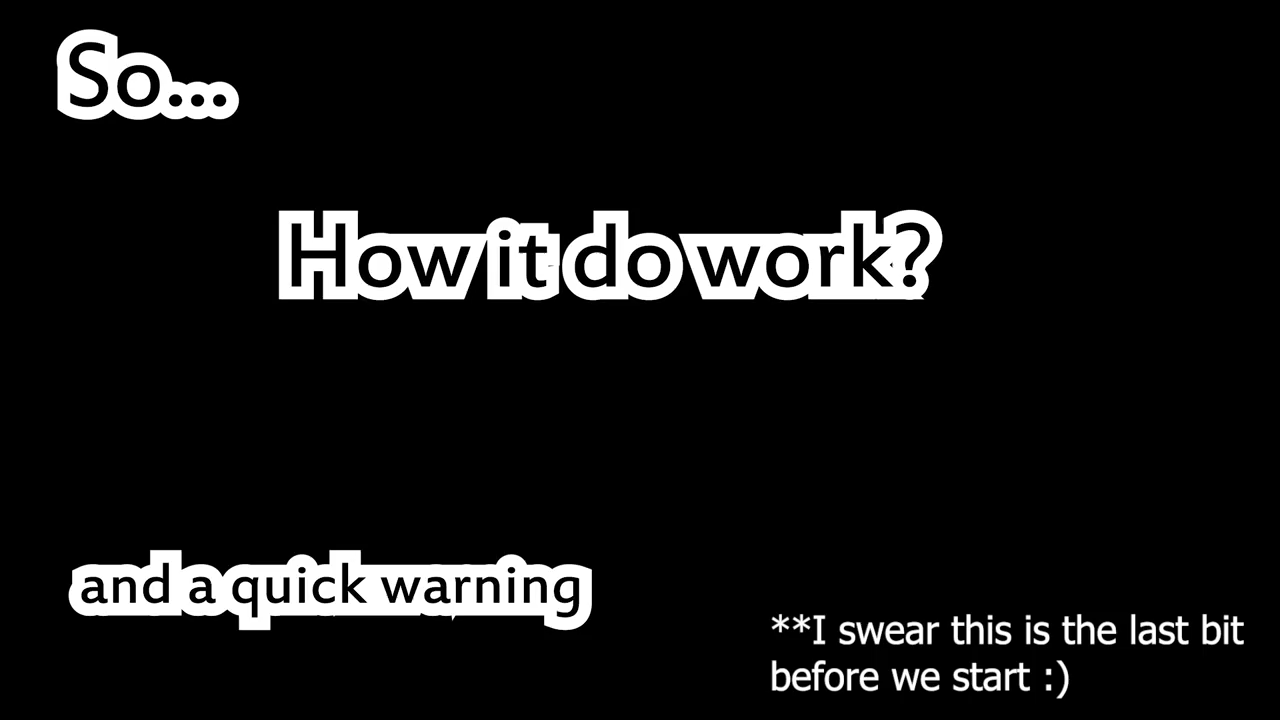 So...
How it do work?
and a quick warning
**I swear this is the last bit
before we start :)